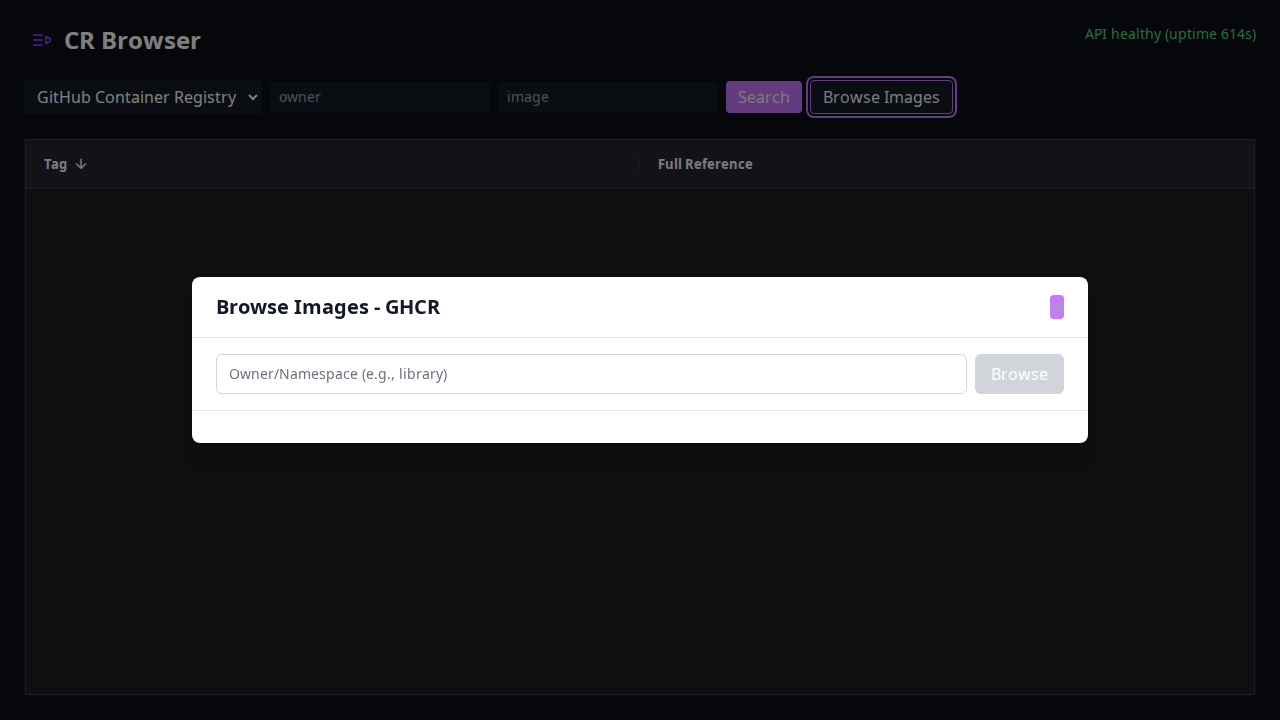 CR Browser
API healthy (uptime 614s)
GitHub Container Registry
owner
image
Search
Browse Images
Tag
Full Reference
Browse Images - GHCR
Owner/Namespace (e.g., library)
Browse